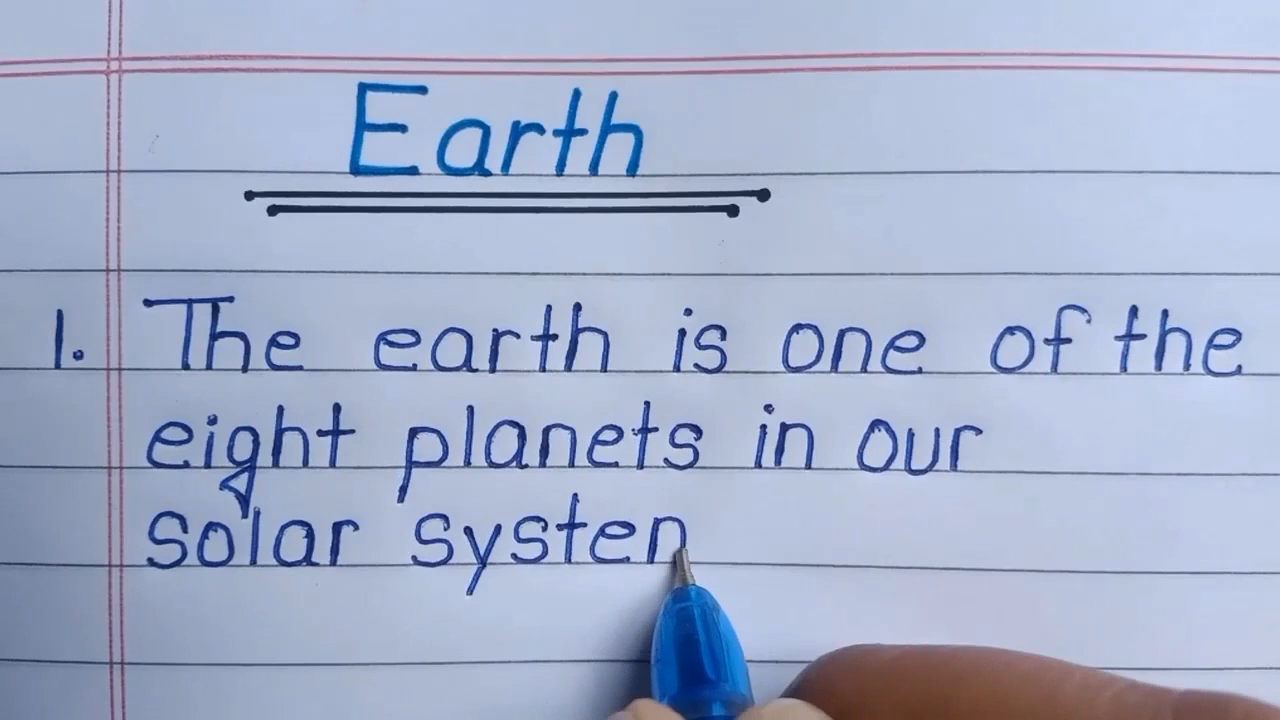 Earth
1. The earth is one of the
eight planets in our
solar systen